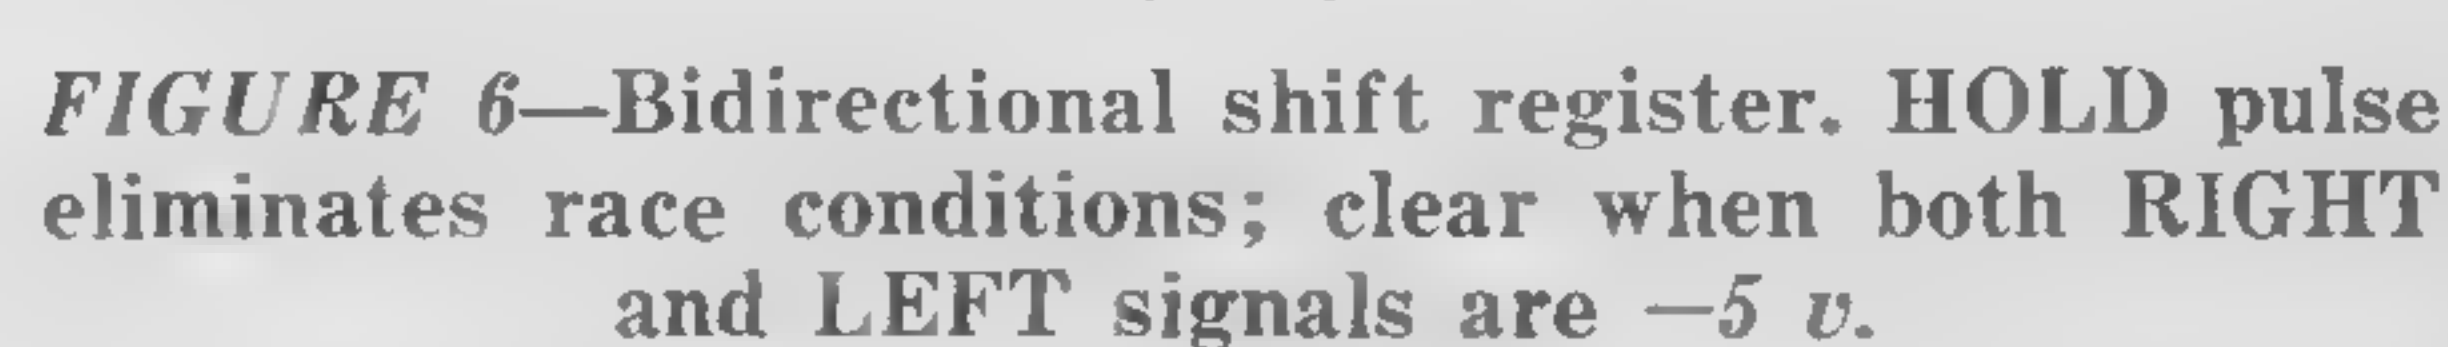 FIGURE 6—Bidirectional shift register. HOLD pulse
eliminates race conditions; clear when both RIGHT
and LEFT signals are —5 v.